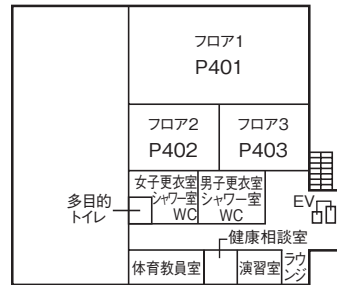 フロア1
P401
フロア2
P402
フロア3
P403
女子更衣室
シャワー室
WC
男子更衣室
シャワー室
WC
多目的
トイレ
EV
健康相談室
体育教員室
演習室
ラウ
ンジ